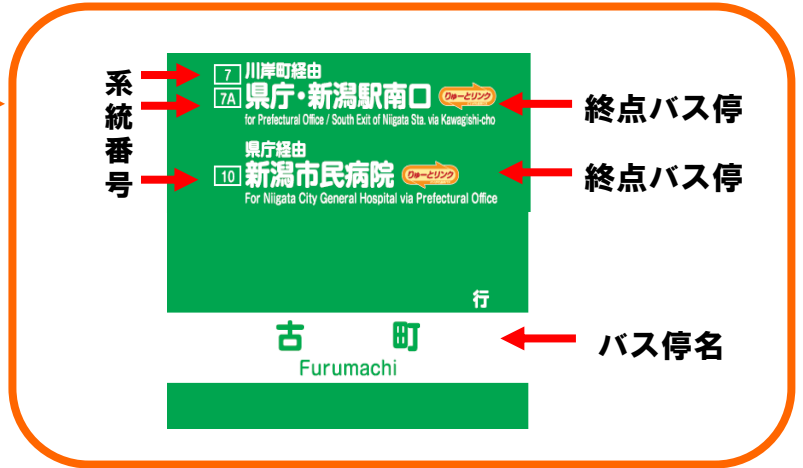 系統番号
7 川岸町経由
7A 県庁・新潟駅南口 りゅーとリンク
for Prefectural Office / South Exit of Niigata Sta. via Kawagishi-cho
終点バス停
県庁経由
10 新潟市民病院 りゅーとリンク
For Niigata City General Hospital via Prefectural Office
終点バス停
行
古町
Furumachi
バス停名